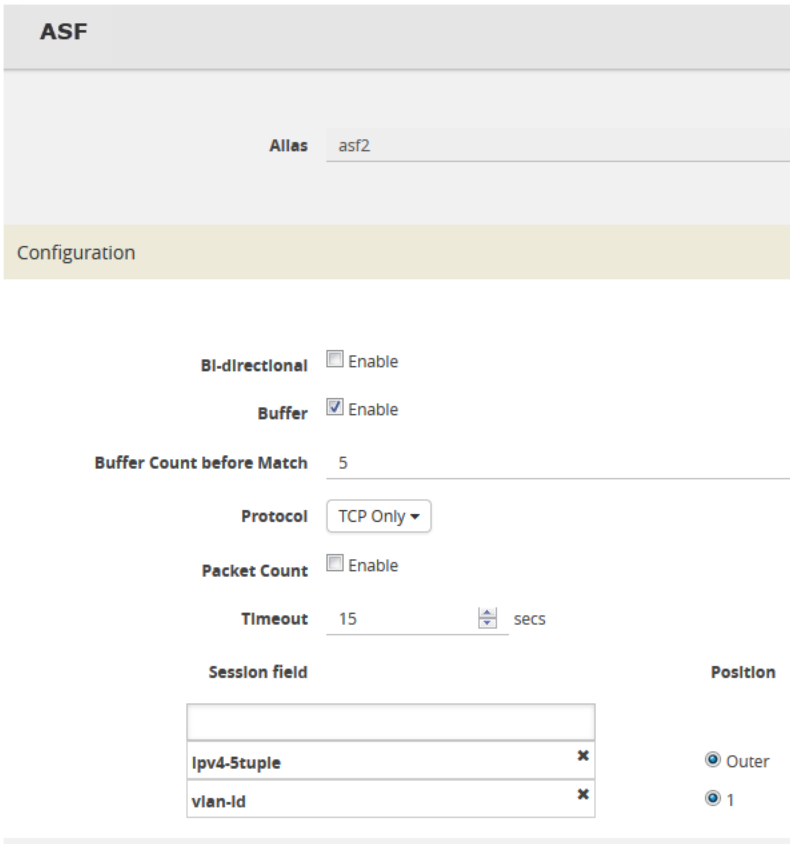 ASF
Alias asf2
Configuration
Bi-directional Enable
Buffer Enable
Buffer Count before Match 5
Protocol TCP Only
Packet Count Enable
Timeout 15 secs
Session field Position
ipv4-5tuple Outer
vlan-id 1